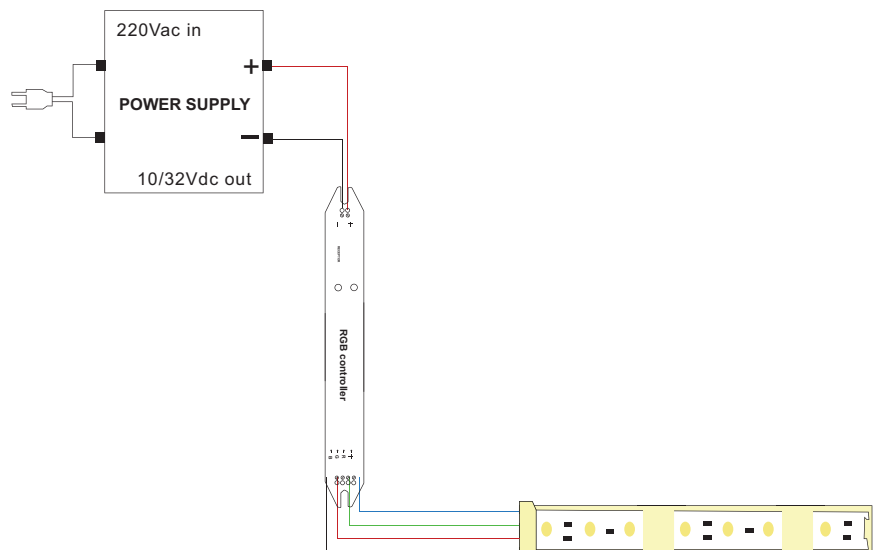 220Vac in
+
POWER SUPPLY
−
10/32Vdc out
− +
RGB controller